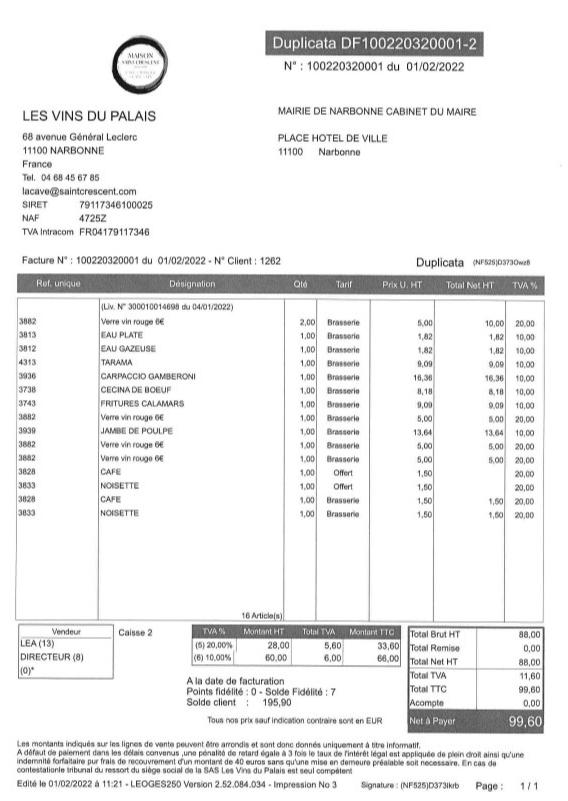 MAISON
SAINT CRESCENT
Duplicata DF100220320001-2
N° : 100220320001 du 01/02/2022
LES VINS DU PALAIS
68 avenue Général Leclerc
11100 NARBONNE
France
Tel. 04 68 45 67 85
lacave@saintcrescent.com
SIRET 79117346100025
NAF 4725Z
TVA Intracom FR04179117346
MAIRIE DE NARBONNE CABINET DU MAIRE
PLACE HOTEL DE VILLE
11100 Narbonne
Facture N° : 100220320001 du 01/02/2022 - N° Client : 1262
Duplicata (NF525)D373Owz8
Ref. unique Désignation Qté Tarif Prix U. HT Total Net HT TVA %
(Liv. N° 300010014698 du 04/01/2022)
3882 Verre vin rouge 6€ 2,00 Brasserie 5,00 10,00 20,00
3813 EAU PLATE 1,00 Brasserie 1,82 1,82 10,00
3812 EAU GAZEUSE 1,00 Brasserie 1,82 1,82 10,00
4313 TARAMA 1,00 Brasserie 9,09 9,09 10,00
3936 CARPACCIO GAMBERONI 1,00 Brasserie 16,36 16,36 10,00
3738 CECINA DE BOEUF 1,00 Brasserie 8,18 8,18 10,00
3743 FRITURES CALAMARS 1,00 Brasserie 9,09 9,09 10,00
3882 Verre vin rouge 6€ 1,00 Brasserie 5,00 5,00 20,00
3939 JAMBE DE POULPE 1,00 Brasserie 13,64 13,64 10,00
3882 Verre vin rouge 6€ 1,00 Brasserie 5,00 5,00 20,00
3882 Verre vin rouge 6€ 1,00 Brasserie 5,00 5,00 20,00
3828 CAFE 1,00 Offert 1,50 20,00
3833 NOISETTE 1,00 Offert 1,50 20,00
3828 CAFE 1,00 Brasserie 1,50 1,50 20,00
3833 NOISETTE 1,00 Brasserie 1,50 1,50 20,00
16 Article(s)
Vendeur
LEA (13)
DIRECTEUR (8)
(0)*
Caisse 2
TVA % Montant HT Total TVA Montant TTC
(5) 20,00% 28,00 5,60 33,60
(6) 10,00% 60,00 6,00 66,00
A la date de facturation
Points fidélité : 0 - Solde Fidélité : 7
Solde client : 195,90
Tous nos prix sauf indication contraire sont en EUR
Total Brut HT 88,00
Total Remise 0,00
Total Net HT 88,00
Total TVA 11,60
Total TTC 99,60
Acompte 0,00
Net à Payer 99,60
Les montants indiqués sur les lignes de vente peuvent être arrondis et sont donc donnés uniquement à titre informatif.
A défaut de paiement dans les délais convenus ,une pénalité de retard égale à 3 fois le taux de l'intérêt légal est appliquée de plein droit ainsi qu'une
indemnité forfaitaire pur frais de recouvrement d'un montant de 40 euros sans qu'une mise en demeure préalable soit necessaire. En cas de
contestationle tribunal du ressort du siège social de la SAS Les Vins du Palais est seul compétent
Edité le 01/02/2022 à 11:21 - LEOGES250 Version 2.52.084.034 - Impression No 3
Signature : (NF525)D373Ikrb
Page : 1 / 1